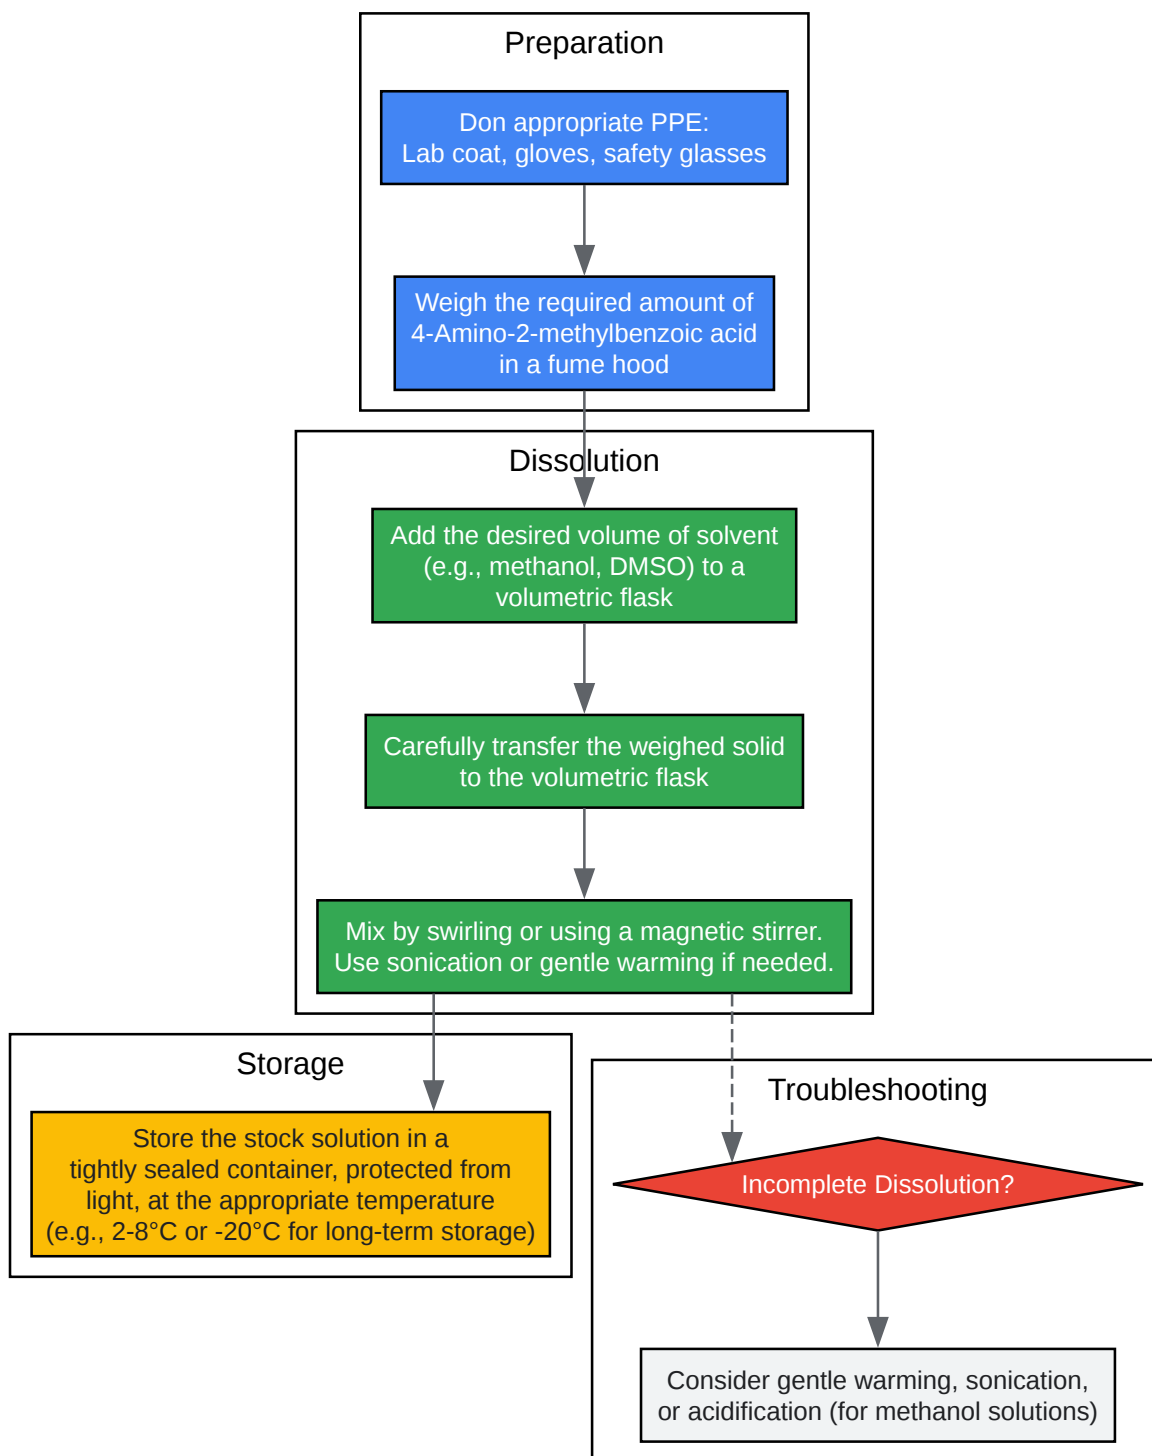 Preparation
Don appropriate PPE:
Lab coat, gloves, safety glasses
Weigh the required amount of
4-Amino-2-methylbenzoic acid
in a fume hood
Dissolution
Add the desired volume of solvent
(e.g., methanol, DMSO) to a
volumetric flask
Carefully transfer the weighed solid
to the volumetric flask
Mix by swirling or using a magnetic stirrer.
Use sonication or gentle warming if needed.
Storage
Store the stock solution in a
tightly sealed container, protected from
light, at the appropriate temperature
(e.g., 2-8°C or -20°C for long-term storage)
Troubleshooting
Incomplete Dissolution?
Consider gentle warming, sonication,
or acidification (for methanol solutions)